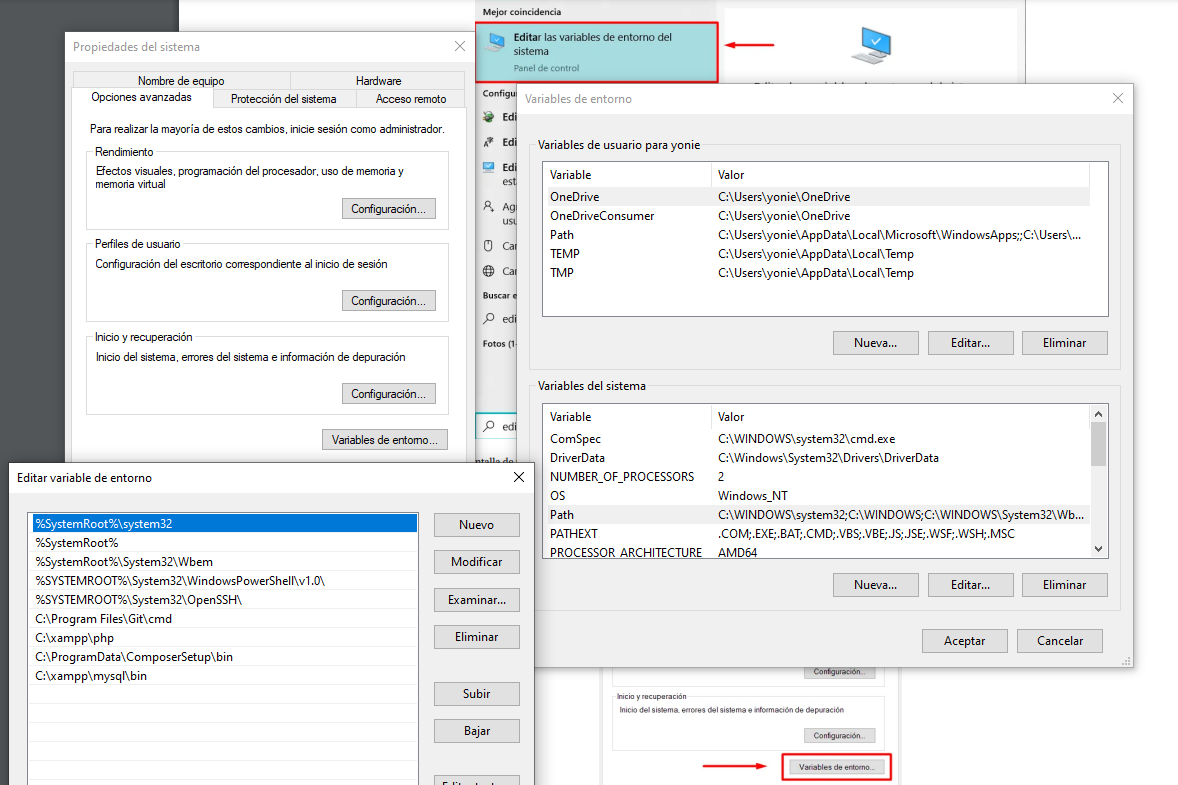 Mejor coincidencia
Editar las variables de entorno del
sistema
Panel de control
Configu
Edi
Edi
Edi
est
Ag
usu
Car
Car
Buscar e
edi
Fotos (1-
edi
ntalla de
Propiedades del sistema
Nombre de equipo
Hardware
Opciones avanzadas
Protección del sistema
Acceso remoto
Para realizar la mayoría de estos cambios, inicie sesión como administrador.
Rendimiento
Efectos visuales, programación del procesador, uso de memoria y
memoria virtual
Configuración...
Perfiles de usuario
Configuración del escritorio correspondiente al inicio de sesión
Configuración...
Inicio y recuperación
Inicio del sistema, errores del sistema e información de depuración
Configuración...
Variables de entorno...
Variables de entorno
Variables de usuario para yonie
Variable Valor
OneDrive C:\Users\yonie\OneDrive
OneDriveConsumer C:\Users\yonie\OneDrive
Path C:\Users\yonie\AppData\Local\Microsoft\WindowsApps;;C:\Users\...
TEMP C:\Users\yonie\AppData\Local\Temp
TMP C:\Users\yonie\AppData\Local\Temp
Nueva... Editar... Eliminar
Variables del sistema
Variable Valor
ComSpec C:\WINDOWS\system32\cmd.exe
DriverData C:\Windows\System32\Drivers\DriverData
NUMBER_OF_PROCESSORS 2
OS Windows_NT
Path C:\WINDOWS\system32;C:\WINDOWS;C:\WINDOWS\System32\Wb...
PATHEXT .COM;.EXE;.BAT;.CMD;.VBS;.VBE;.JS;.JSE;.WSF;.WSH;.MSC
PROCESSOR_ARCHITECTURE AMD64
Nueva... Editar... Eliminar
Aceptar Cancelar
Editar variable de entorno
%SystemRoot%\system32
%SystemRoot%
%SystemRoot%\System32\Wbem
%SYSTEMROOT%\System32\WindowsPowerShell\v1.0\
%SYSTEMROOT%\System32\OpenSSH\
C:\Program Files\Git\cmd
C:\xampp\php
C:\ProgramData\ComposerSetup\bin
C:\xampp\mysql\bin
Nuevo
Modificar
Examinar...
Eliminar
Subir
Bajar
Configuración...
Inicio y recuperación
Inicio del sistema, errores del sistema e información de depuración
Configuración...
Variables de entorno...